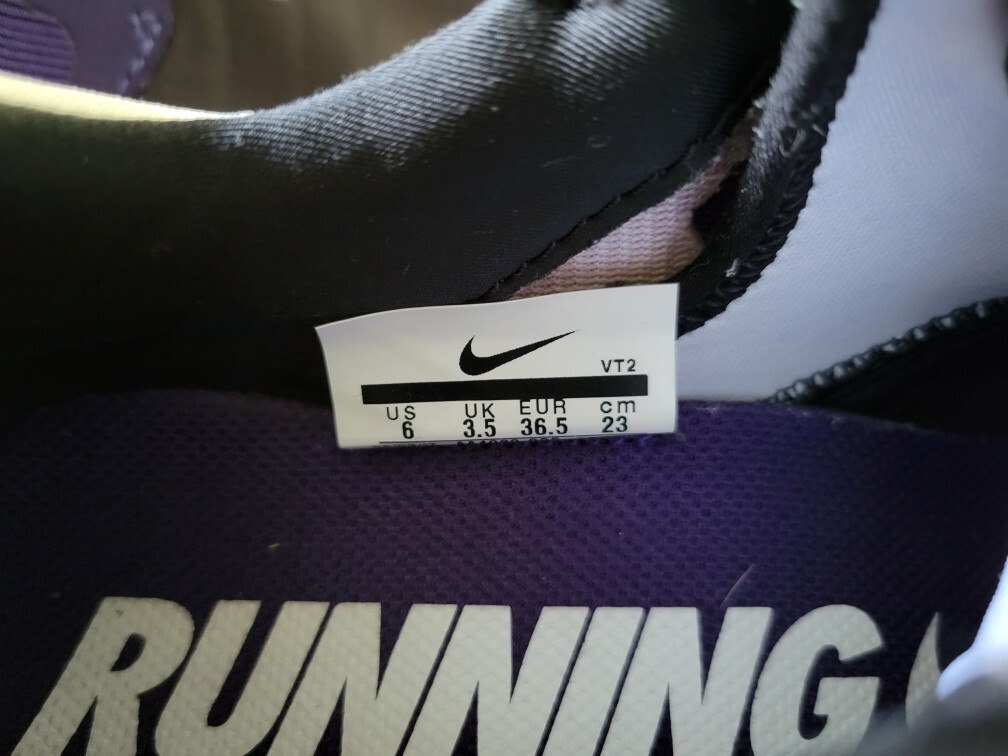 VT2
US UK EUR cm
6 3.5 36.5 23
RUNNING